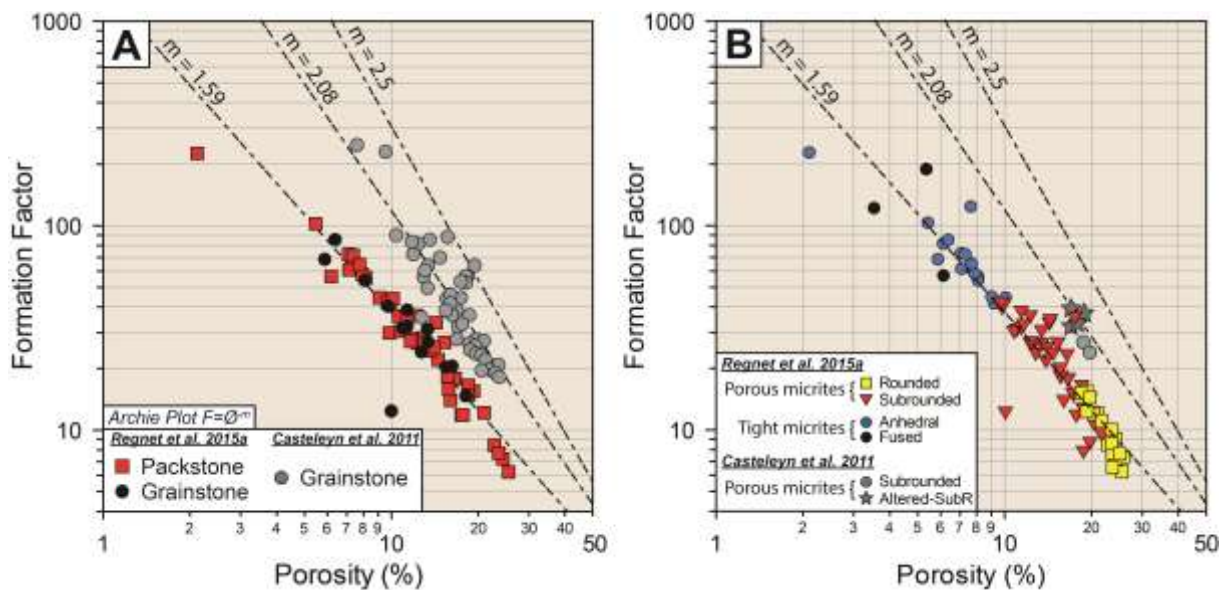 A
1000
100
10
1
Formation Factor
m = 1.59
m = 2.08
m = 2.5
Archie Plot F=Ø⁻ᵐ
Regnet et al. 2015a
Packstone
Grainstone
Casteleyn et al. 2011
Grainstone
2 3 4 5 6 7 8 9 10 20 30 40 50
Porosity (%)
B
1000
100
10
1
Formation Factor
m = 1.59
m = 2.08
m = 2.5
Regnet et al. 2015a
Porous micrites { Rounded
Subrounded
Tight micrites { Anhedral
Fused
Casteleyn et al. 2011
Porous micrites { Subrounded
Altered-SubR
2 3 4 5 6 7 8 9 10 20 30 40 50
Porosity (%)